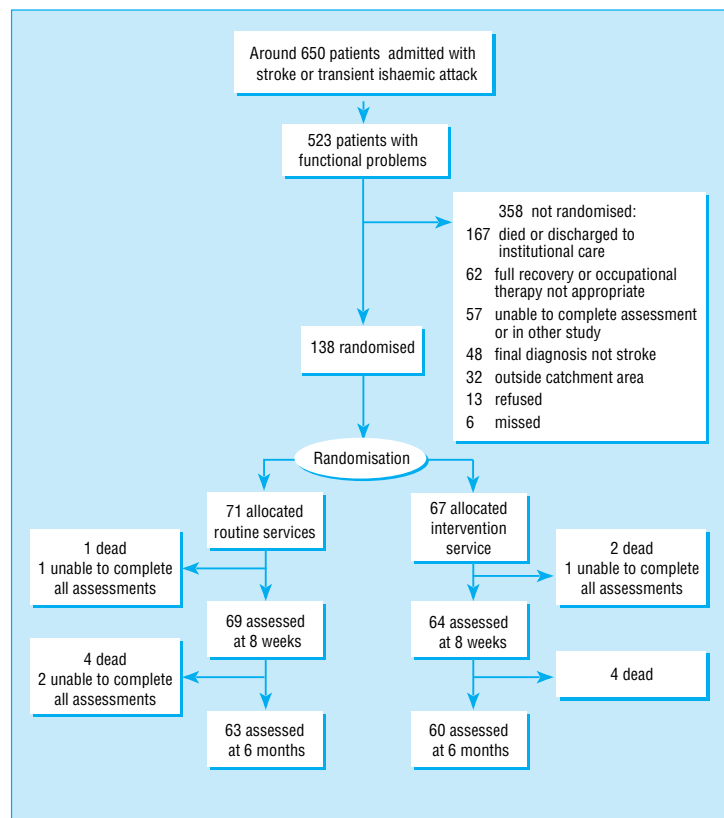 Around 650 patients admitted with
stroke or transient ishaemic attack
523 patients with
functional problems
358 not randomised:
167 died or discharged to
institutional care
62 full recovery or occupational
therapy not appropriate
57 unable to complete assessment
or in other study
48 final diagnosis not stroke
32 outside catchment area
13 refused
6 missed
138 randomised
Randomisation
71 allocated
routine services
67 allocated
intervention
service
1 dead
1 unable to complete
all assessments
2 dead
1 unable to complete
all assessments
69 assessed
at 8 weeks
64 assessed
at 8 weeks
4 dead
2 unable to complete
all assessments
4 dead
63 assessed
at 6 months
60 assessed
at 6 months